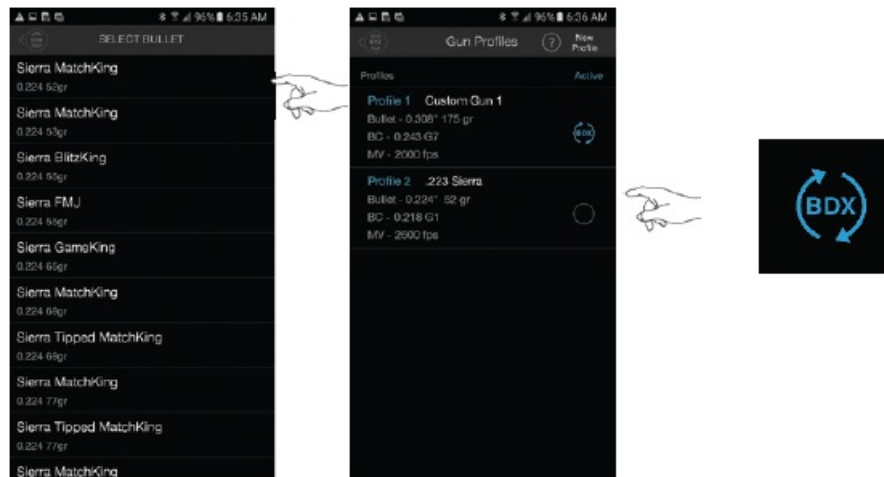 96% 6:35 AM
SELECT BULLET
Sierra MatchKing
0.224 52gr
Sierra MatchKing
0.224 53gr
Sierra BlitzKing
0.224 55gr
Sierra FMJ
0.224 55gr
Sierra GameKing
0.224 65gr
Sierra MatchKing
0.224 69gr
Sierra Tipped MatchKing
0.224 69gr
Sierra MatchKing
0.224 77gr
Sierra Tipped MatchKing
0.224 77gr
Sierra MatchKing
96% 6:36 AM
BDX
Gun Profiles
?
New
Profile
Profiles Active
Profile 1 Custom Gun 1
Bullet - 0.308" 175 gr
BC - 0.243 G7
MV - 2600 fps
BDX
Profile 2 .223 Sierra
Bullet - 0.224" 52 gr
BC - 0.218 G1
MV - 2600 fps
BDX